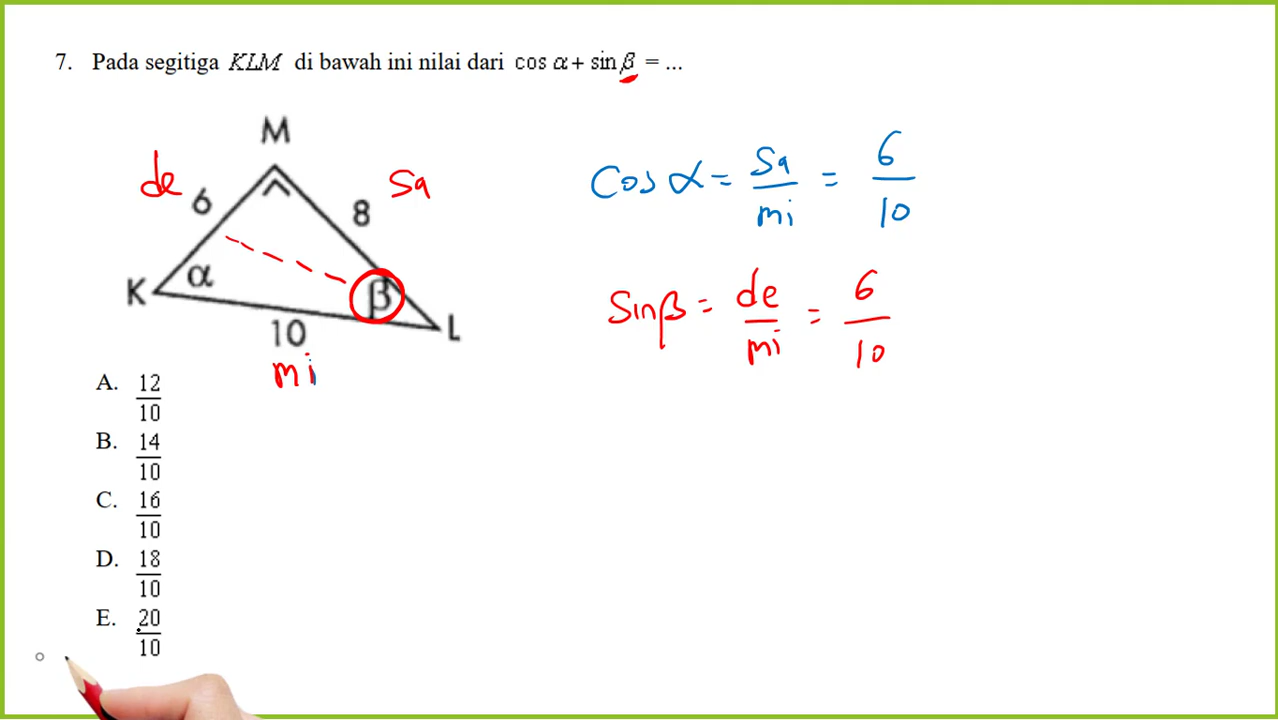 7. Pada segitiga KLM di bawah ini nilai dari cos α + sin β = ...
M
de
6
8
sa
K
α
β
L
10
mi
cos α = sa/mi = 6/10
sin β = de/mi = 6/10
A. 12/10
B. 14/10
C. 16/10
D. 18/10
E. 20/10